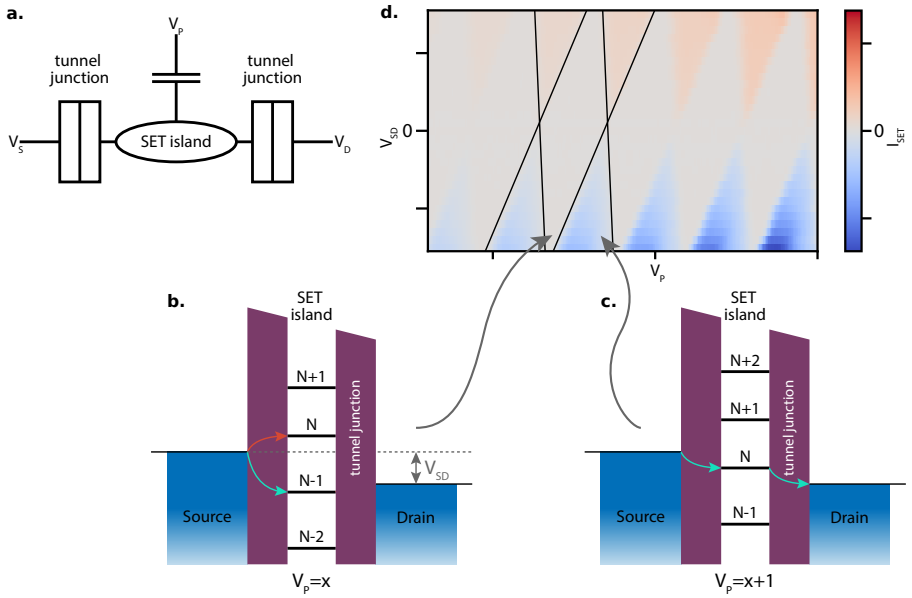 a.
V_P
tunnel
junction
tunnel
junction
V_S
SET island
V_D
d.
V_SD
0
V_P
0
I_SET
b.
SET
island
N+1
N
N-1
N-2
tunnel junction
V_SD
Source
Drain
V_P=x
c.
SET
island
N+2
N+1
N
N-1
tunnel junction
Source
Drain
V_P=x+1